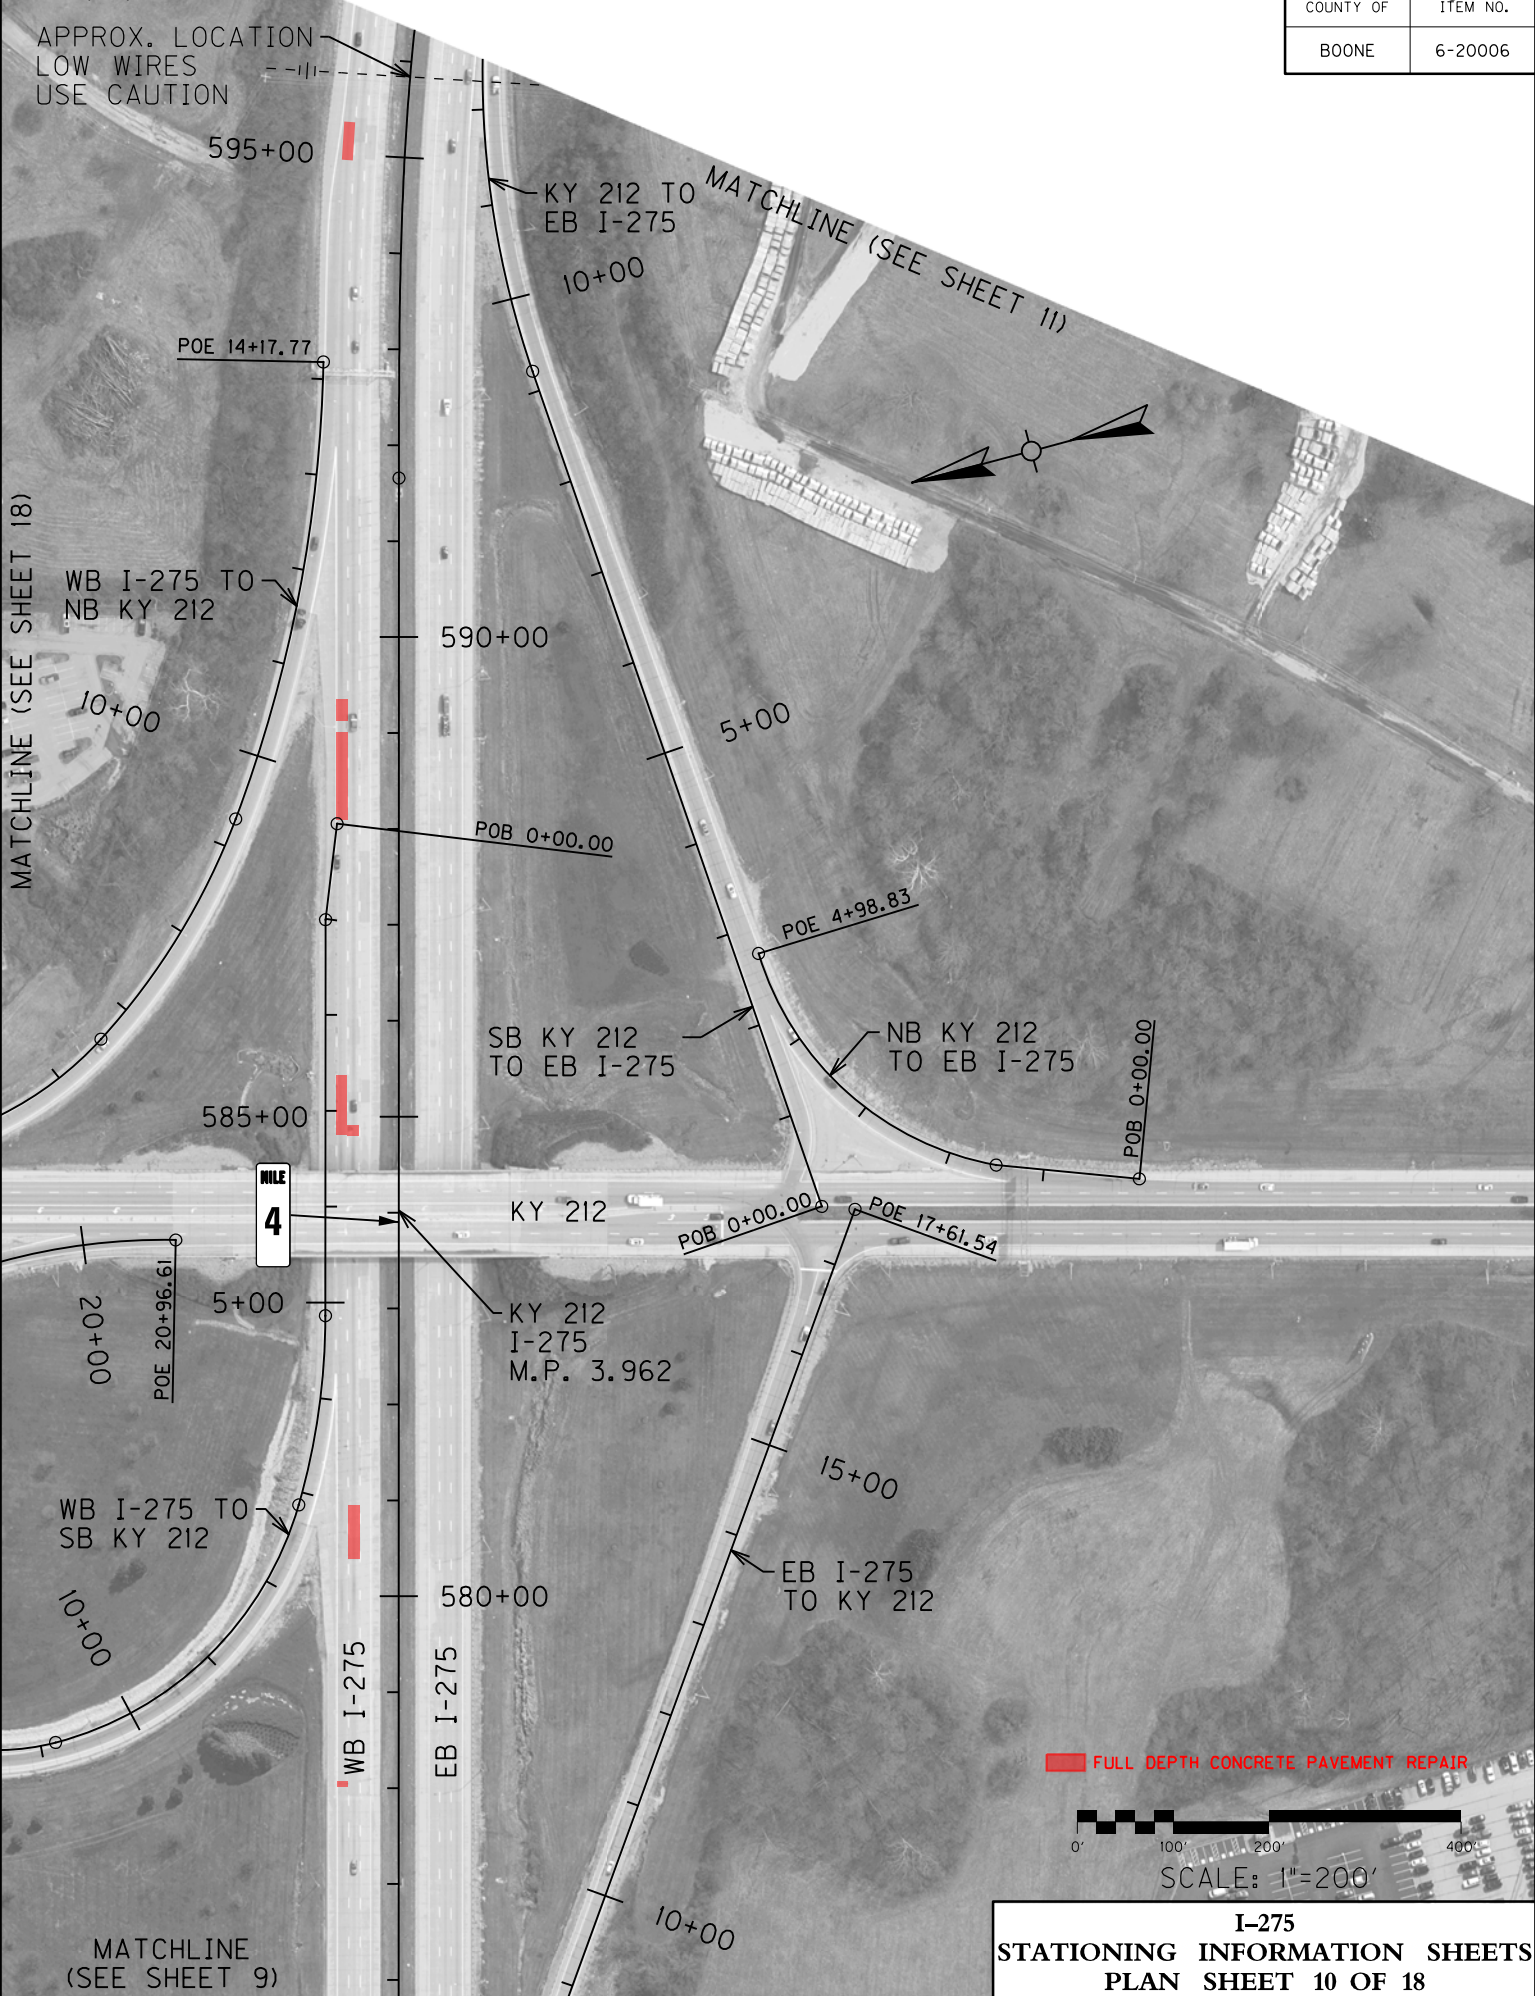 COUNTY OF
ITEM NO.
BOONE
6-20006
APPROX. LOCATION
LOW WIRES
USE CAUTION
595+00
KY 212 TO
EB I-275
MATCHLINE (SEE SHEET 11)
10+00
POE 14+17.77
MATCHLINE (SEE SHEET 18)
WB I-275 TO
NB KY 212
590+00
10+00
5+00
POB 0+00.00
POE 4+98.83
SB KY 212
TO EB I-275
NB KY 212
TO EB I-275
POB 0+00.00
585+00
MILE
4
KY 212
POB 0+00.00
POE 17+61.54
20+00
POE 20+96.61
5+00
KY 212
I-275
M.P. 3.962
15+00
WB I-275 TO
SB KY 212
EB I-275
TO KY 212
580+00
10+00
WB I-275
EB I-275
FULL DEPTH CONCRETE PAVEMENT REPAIR
0'
100'
200'
400'
SCALE: 1"=200'
10+00
MATCHLINE
(SEE SHEET 9)
I-275
STATIONING INFORMATION SHEETS
PLAN SHEET 10 OF 18